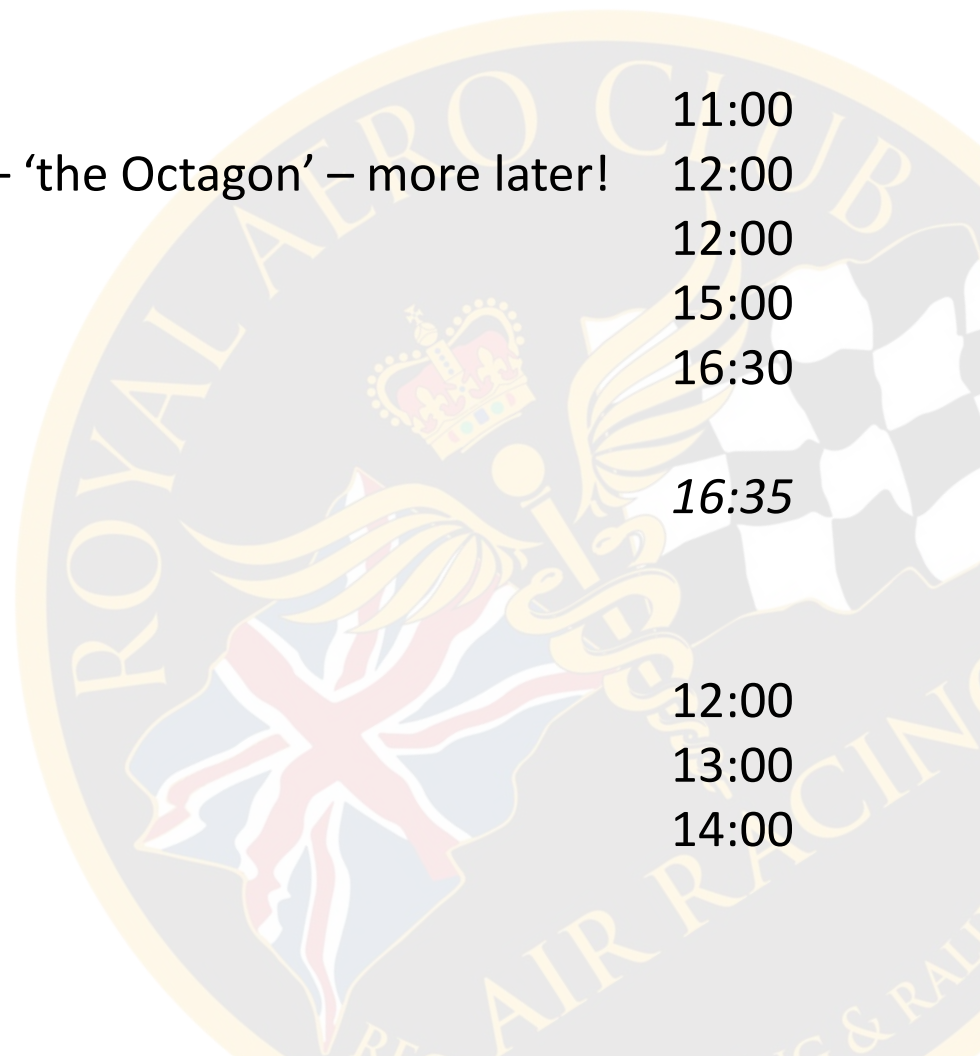 11:00
– ‘the Octagon’ – more later! 12:00
12:00
15:00
16:30
16:35
12:00
13:00
14:00
ROYAL AERO CLUB
AIR RACING
& RALLY